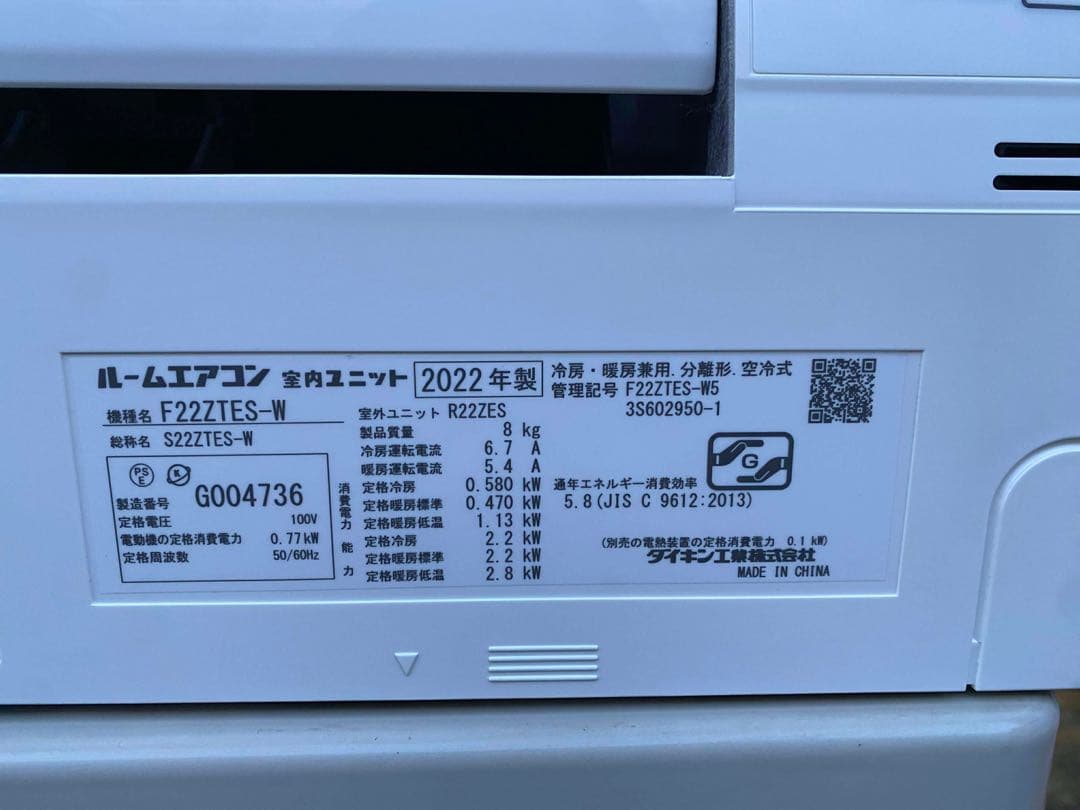 ルームエアコン 室内ユニット 2022年製
機種名 F22ZTES-W
総称名 S22ZTES-W
PS
E
製造番号 G004736
定格電圧 100V
電動機の定格消費電力 0.77kW
定格周波数 50/60Hz
室外ユニット R22ZES
製品質量 8 kg
冷房運転電流 6.7 A
暖房運転電流 5.4 A
消費電力
定格冷房 0.580 kW
定格暖房標準 0.470 kW
定格暖房低温 1.13 kW
能力
定格冷房 2.2 kW
定格暖房標準 2.2 kW
定格暖房低温 2.8 kW
冷房・暖房兼用.分離形.空冷式
管理記号 F22ZTES-W5
3S602950-1
G
通年エネルギー消費効率
5.8(JIS C 9612:2013)
(別売の電熱装置の定格消費電力 0.1 kW)
ダイキン工業株式会社
MADE IN CHINA